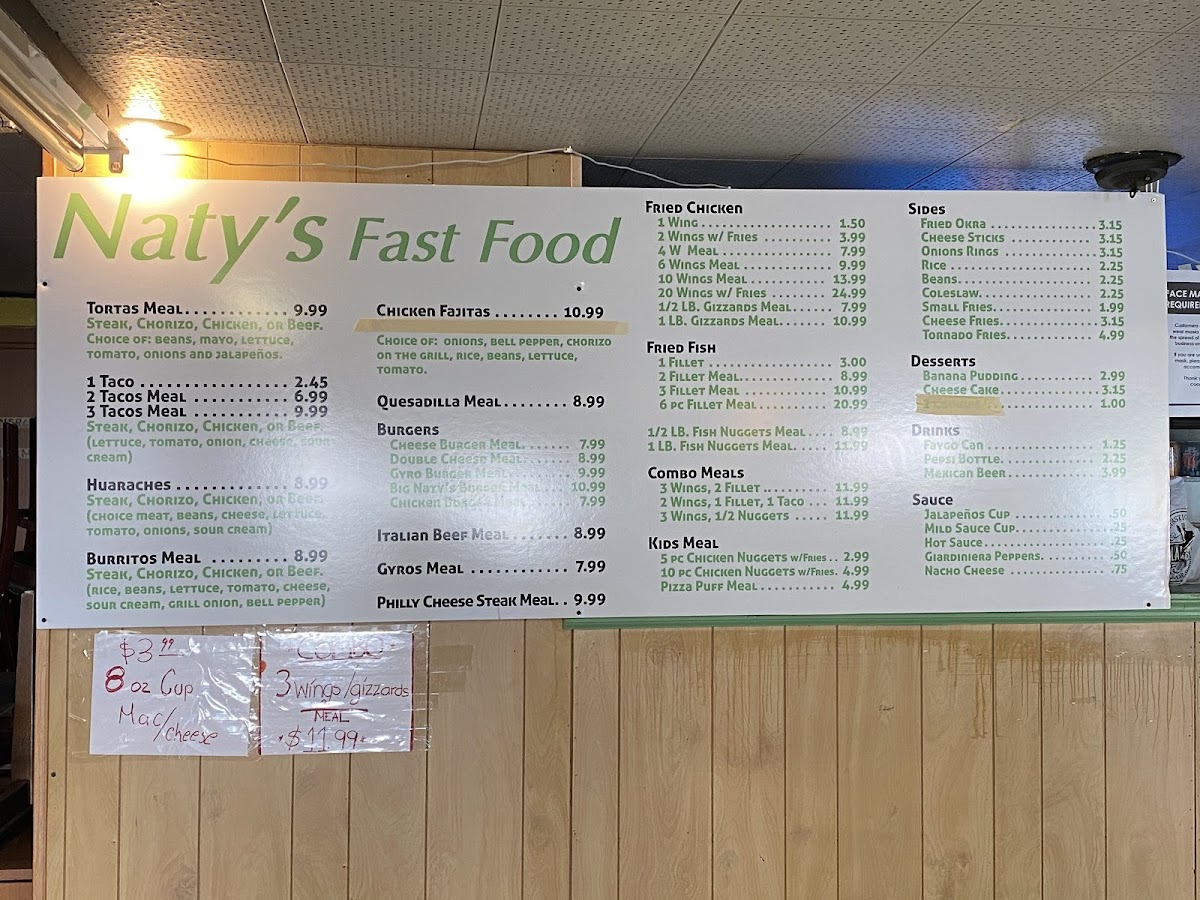 Naty's Fast Food
Tortas Meal............ 9.99
Steak, Chorizo, Chicken, or Beef.
Choice of: beans, mayo, lettuce,
tomato, onions and jalapeños.
1 Taco .................. 2.45
2 Tacos Meal ............ 6.99
3 Tacos Meal ............ 9.99
Steak, Chorizo, Chicken, or Beef.
(lettuce, tomato, onion, cheese, sour
cream)
Huaraches .............. 8.99
Steak, Chorizo, Chicken, or Beef.
(choice meat, beans, cheese, lettuce,
tomato, onions, sour cream)
Burritos Meal .......... 8.99
Steak, Chorizo, Chicken, or Beef.
(rice, beans, lettuce, tomato, cheese,
sour cream, grill onion, bell pepper)
Chicken Fajitas ........ 10.99
Choice of: onions, bell pepper, chorizo
on the grill, rice, beans, lettuce,
tomato.
Quesadilla Meal........ 8.99
Burgers
Cheese Burger Meal....... 7.99
Double Cheese Meal....... 8.99
Gyro Burger Meal ........ 9.99
Big Naty's Burger Meal ... 10.99
Chicken Burger Meal ...... 7.99
Italian Beef Meal ....... 8.99
Gyros Meal ............. 7.99
Philly Cheese Steak Meal.. 9.99
Fried Chicken
1 Wing ................... 1.50
2 Wings w/ Fries ......... 3.99
4 W Meal ................ 7.99
6 Wings Meal ............ 9.99
10 Wings Meal .......... 13.99
20 Wings w/ Fries ....... 24.99
1/2 LB. Gizzards Meal...... 7.99
1 LB. Gizzards Meal....... 10.99
Fried Fish
1 Fillet .................. 3.00
2 Fillet Meal............. 8.99
3 Fillet Meal............ 10.99
6 pc Fillet Meal ......... 20.99
1/2 LB. Fish Nuggets Meal.... 8.99
1 LB. Fish Nuggets Meal..... 11.99
Combo Meals
3 Wings, 2 Fillet .......... 11.99
2 Wings, 1 Fillet, 1 Taco ... 11.99
3 Wings, 1/2 Nuggets ..... 11.99
Kids Meal
5 pc Chicken Nuggets w/Fries.. 2.99
10 pc Chicken Nuggets w/Fries. 4.99
Pizza Puff Meal............ 4.99
Sides
Fried Okra ............... 3.15
Cheese Sticks ............ 3.15
Onions Rings ............. 3.15
Rice ..................... 2.25
Beans..................... 2.25
Coleslaw.................. 2.25
Small Fries............... 1.99
Cheese Fries.............. 3.15
Tornado Fries............. 4.99
Desserts
Banana Pudding........... 2.99
Cheese Cake............... 3.15
1.00
Drinks
Faygo Can ................ 1.25
Pepsi Bottle.............. 2.25
Mexican Beer ............. 3.99
Sauce
Jalapeños Cup ............. .50
Mild Sauce Cup............. .25
Hot Sauce.................. .25
Giardiniera Peppers........ .50
Nacho Cheese .............. .75
$3.99
8 oz Cup
Mac/cheese
Combo
3 wings/gizzards
Meal
$11.99